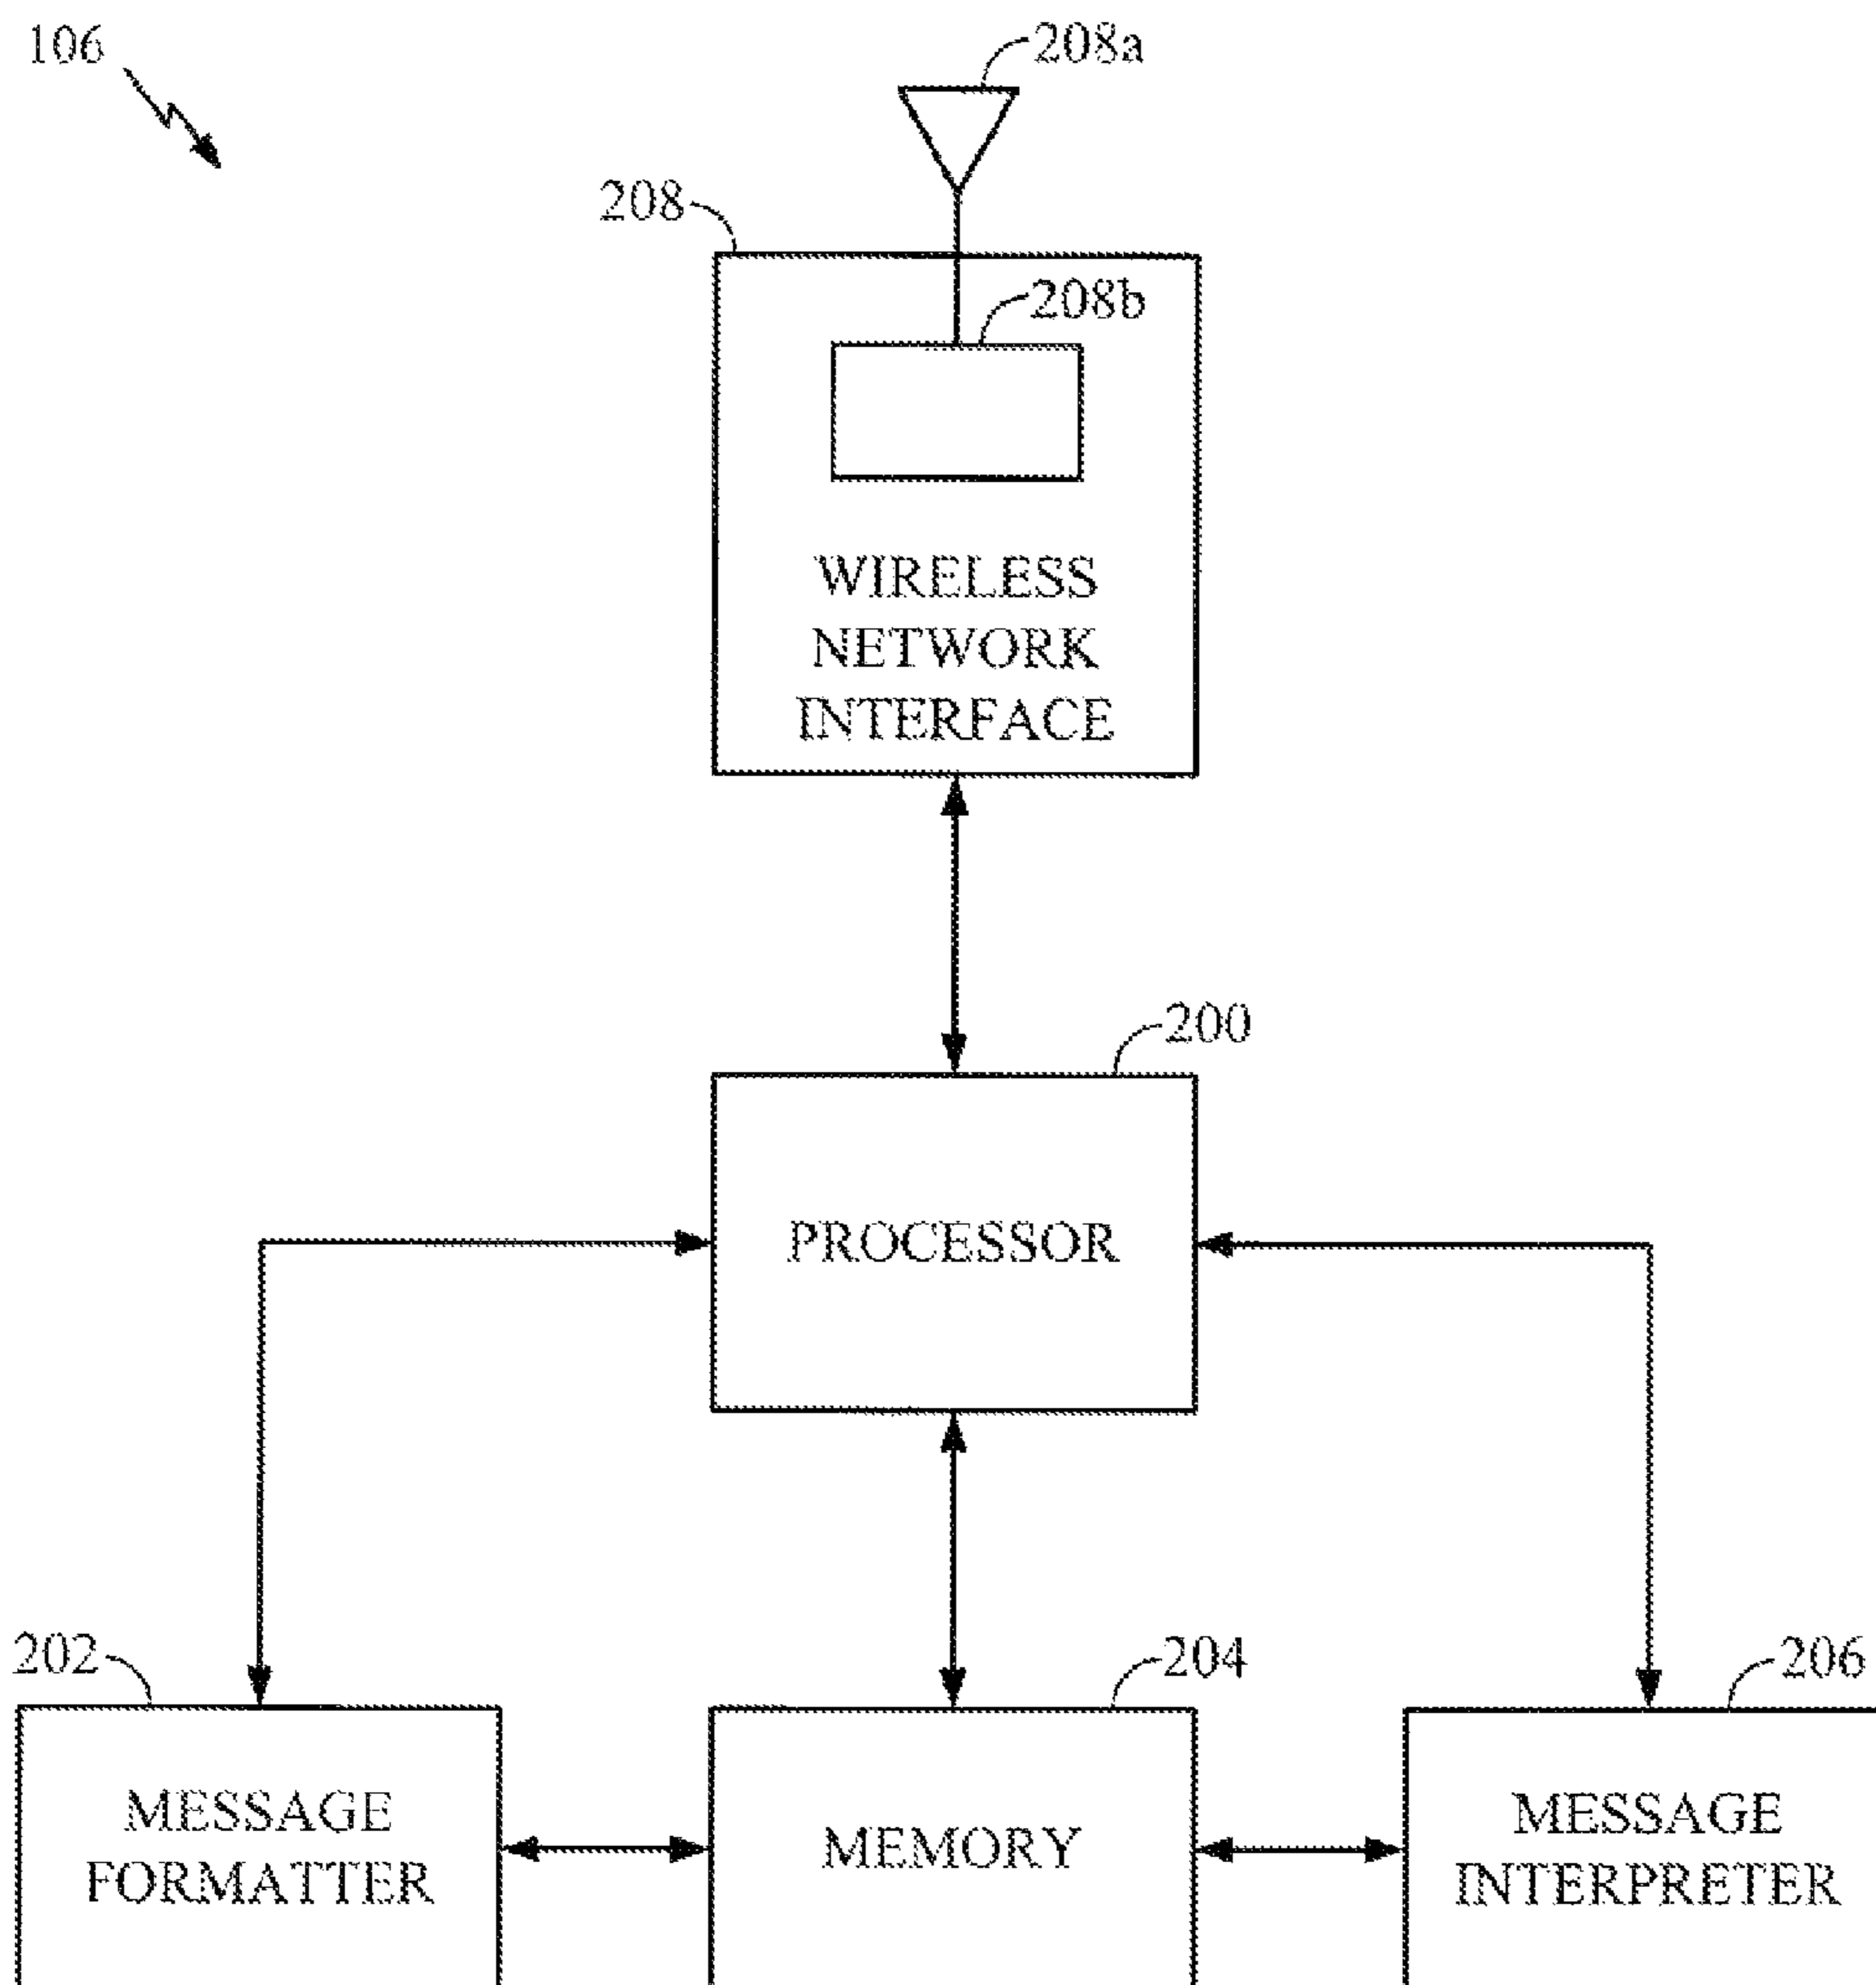 106
208a
208
208b
WIRELESS
NETWORK
INTERFACE
200
PROCESSOR
202
204
206
MESSAGE
FORMATTER
MEMORY
MESSAGE
INTERPRETER